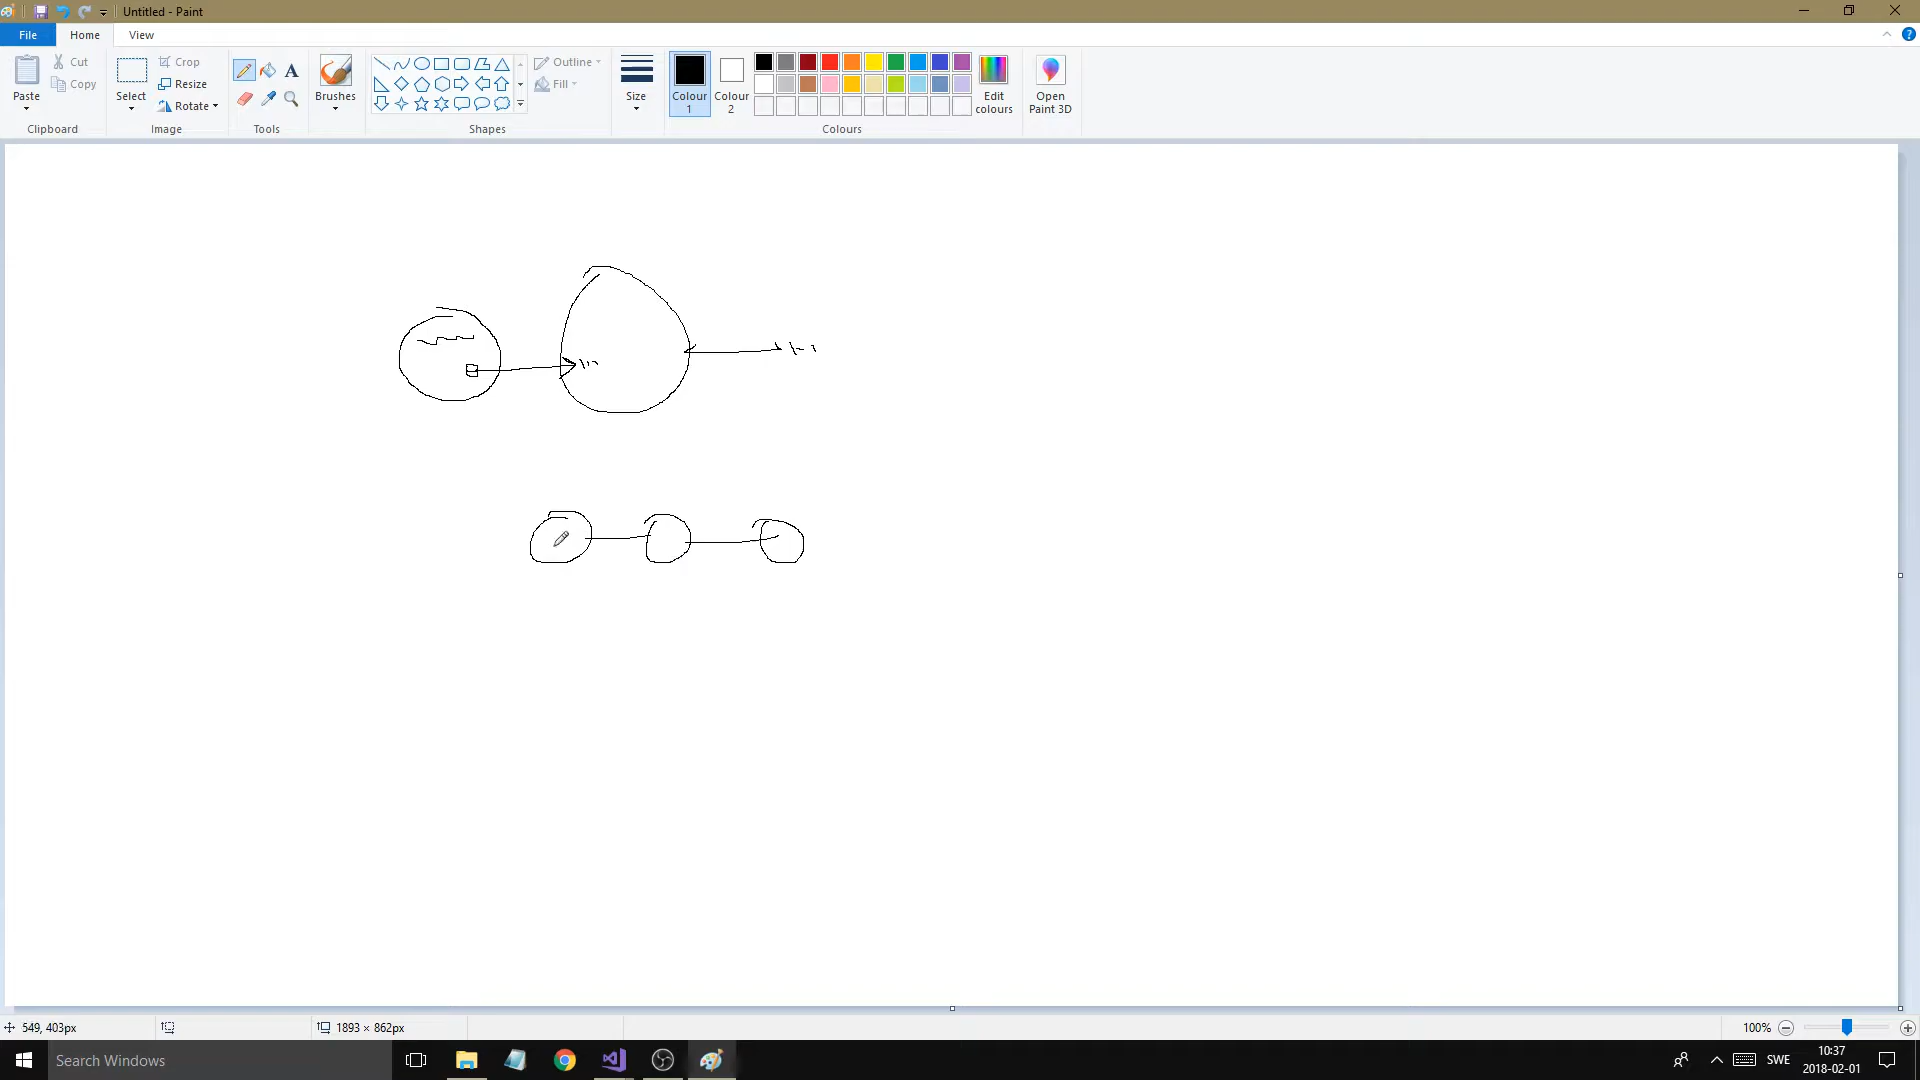 Untitled - Paint
File
Home
View
Paste
Cut
Copy
Clipboard
Select
Crop
Resize
Rotate
Image
A
Tools
Brushes
Outline
Fill
Shapes
Size
Colour
1
Colour
2
Edit
colours
Colours
Open
Paint 3D
549, 403px
1893 × 862px
100%
Search Windows
SWE
10:37
2018-02-01